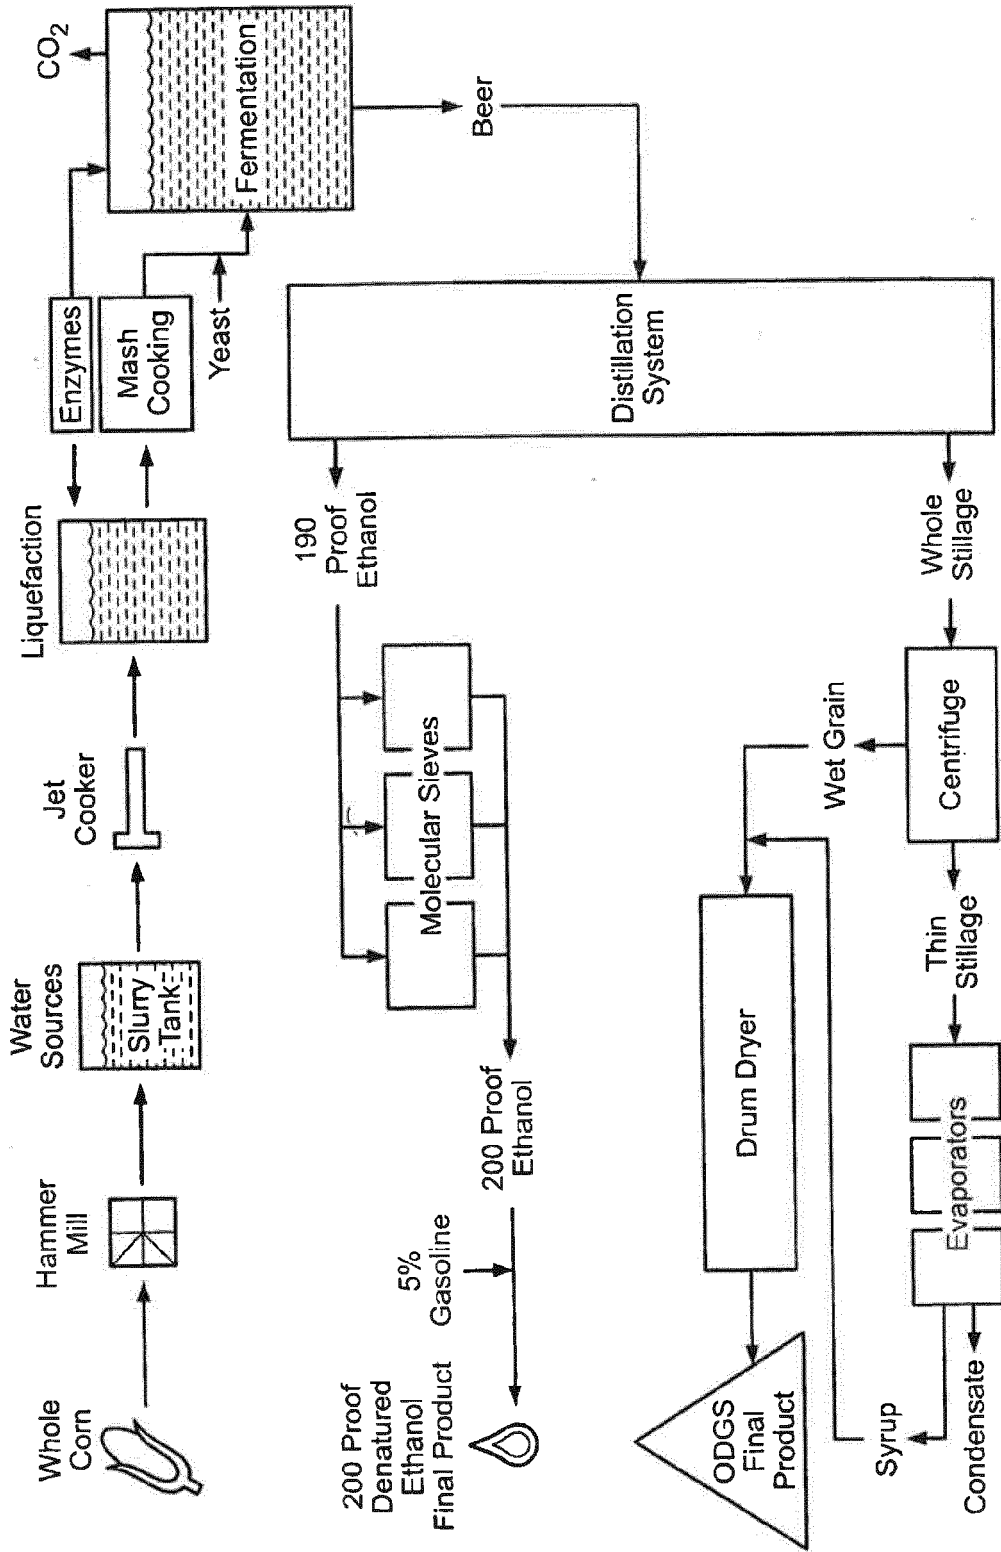 Whole
Corn
Hammer
Mill
Water
Sources
Slurry
Tank
Jet
Cooker
Liquefaction
Enzymes
Mash
Cooking
Yeast
CO2
Fermentation
Beer
Distillation
System
190
Proof
Ethanol
Molecular Sieves
200 Proof
Ethanol
5%
Gasoline
200 Proof
Denatured
Ethanol
Final Product
Whole
Stillage
Centrifuge
Wet Grain
Thin
Stillage
Evaporators
Syrup
Condensate
Drum Dryer
ODGS
Final
Product